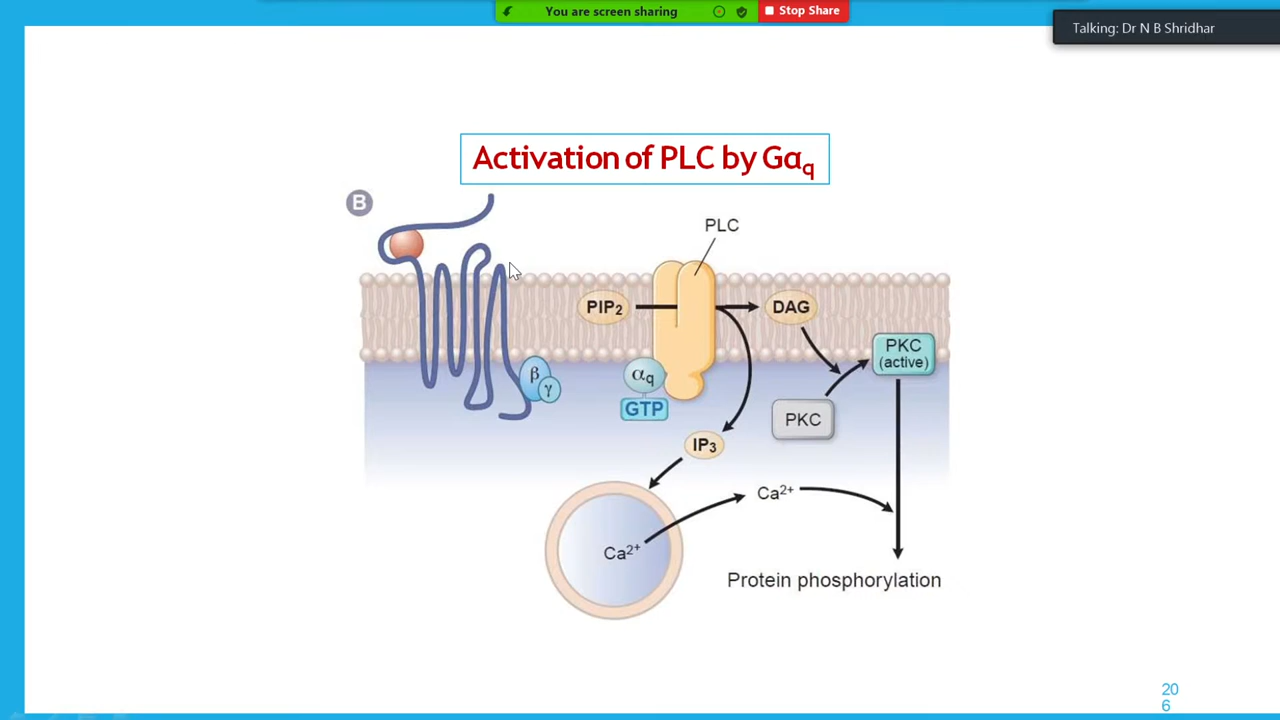 You are screen sharing
Stop Share
Talking: Dr N B Shridhar
Activation of PLC by Gαq
B
PLC
PIP2
DAG
PKC
(active)
β
γ
αq
GTP
PKC
IP3
Ca2+
Ca2+
Protein phosphorylation
20
6